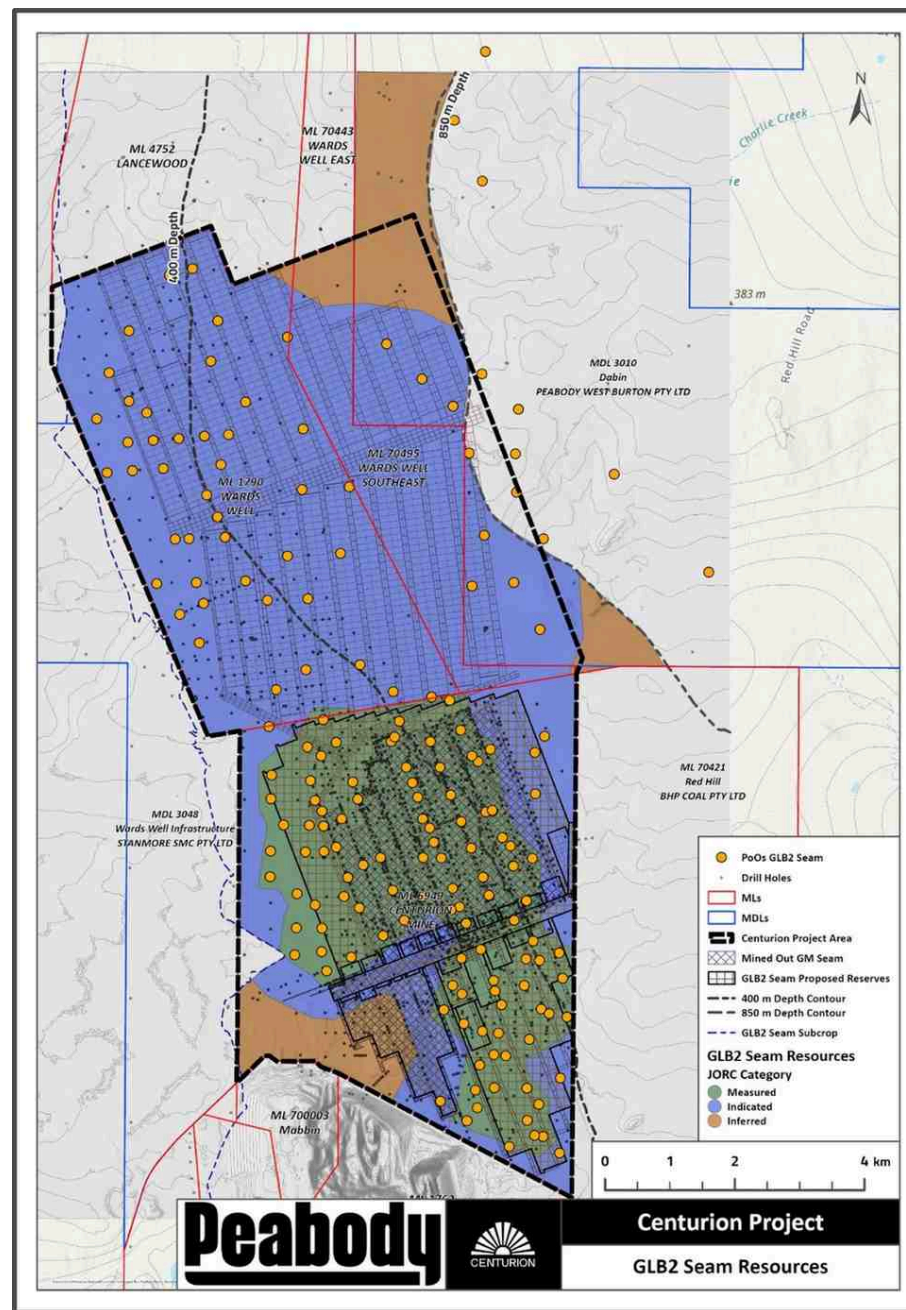 N
850 m Depth
Charlie Creek
ML 70443
WARDS
WELL EAST
ML 4752
LANCEWOOD
400 m Depth
383 m
Red Hill Road
MDL 3010
Dabin
PEABODY WEST BURTON PTY LTD
ML 70495
WARDS WELL
SOUTHEAST
ML 1790
WARDS
WELL
ML 70421
Red Hill
BHP COAL PTY LTD
MDL 3048
Wards Well Infrastructure
STANMORE SMC PTY LTD
ML 6949
CENTURION
MINE
ML 700003
Mabbin
PoOs GLB2 Seam
Drill Holes
MLs
MDLs
Centurion Project Area
Mined Out GM Seam
GLB2 Seam Proposed Reserves
400 m Depth Contour
850 m Depth Contour
GLB2 Seam Subcrop
GLB2 Seam Resources
JORC Category
Measured
Indicated
Inferred
0 1 2 4 km
Peabody
CENTURION
Centurion Project
GLB2 Seam Resources